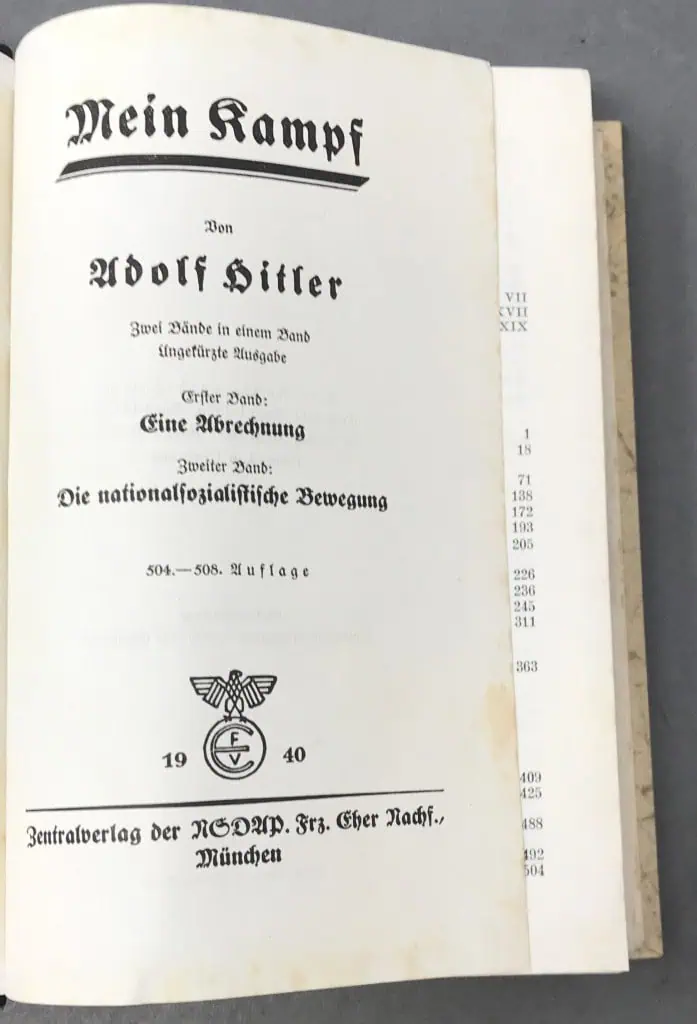 Mein Kampf
Von
Adolf Hitler
Zwei Bände in einem Band
Ungekürzte Ausgabe
Erster Band:
Eine Abrechnung
Zweiter Band:
Die nationalsozialistische Bewegung
504.—508. Auflage
F
E
V
19 40
Zentralverlag der NSDAP. Frz. Eher Nachf.,
München
VII
XVII
XIX
1
18
71
138
172
193
205
226
236
245
311
363
409
425
488
492
504